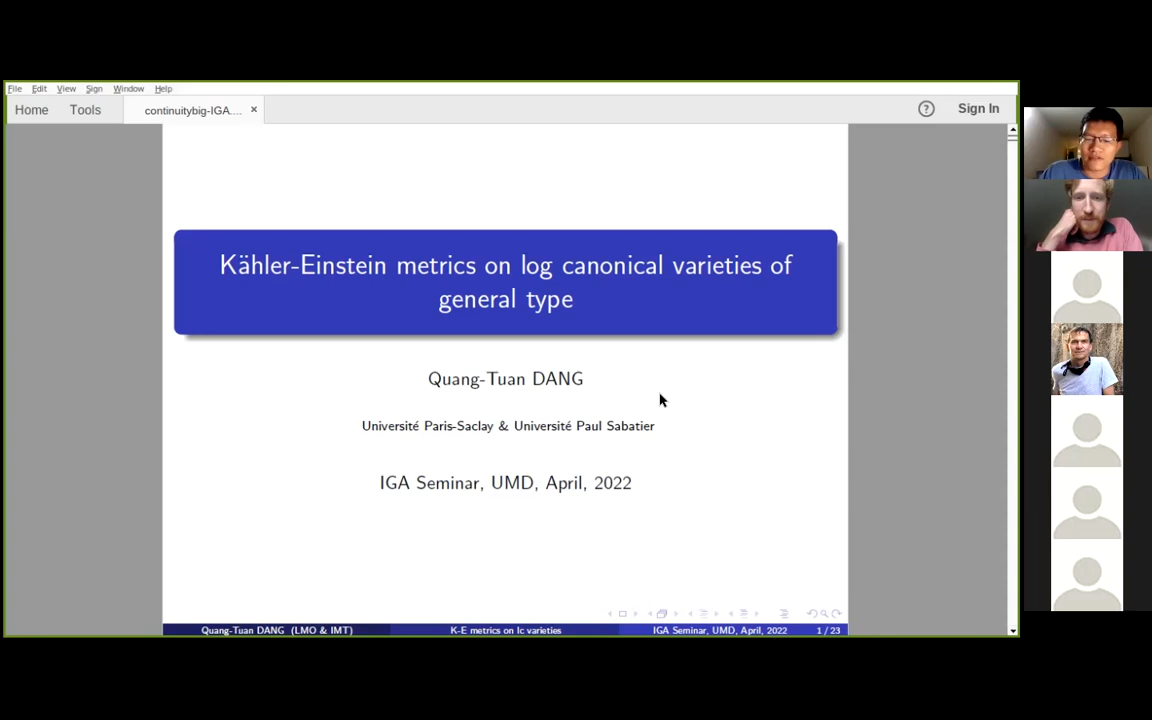 File Edit View Sign Window Help
Home Tools continuitybig-IGA.... × ? Sign In
Kähler-Einstein metrics on log canonical varieties of
general type
Quang-Tuan DANG
Université Paris-Saclay & Université Paul Sabatier
IGA Seminar, UMD, April, 2022
Quang-Tuan DANG (LMO & IMT) K-E metrics on lc varieties IGA Seminar, UMD, April, 2022 1 / 23